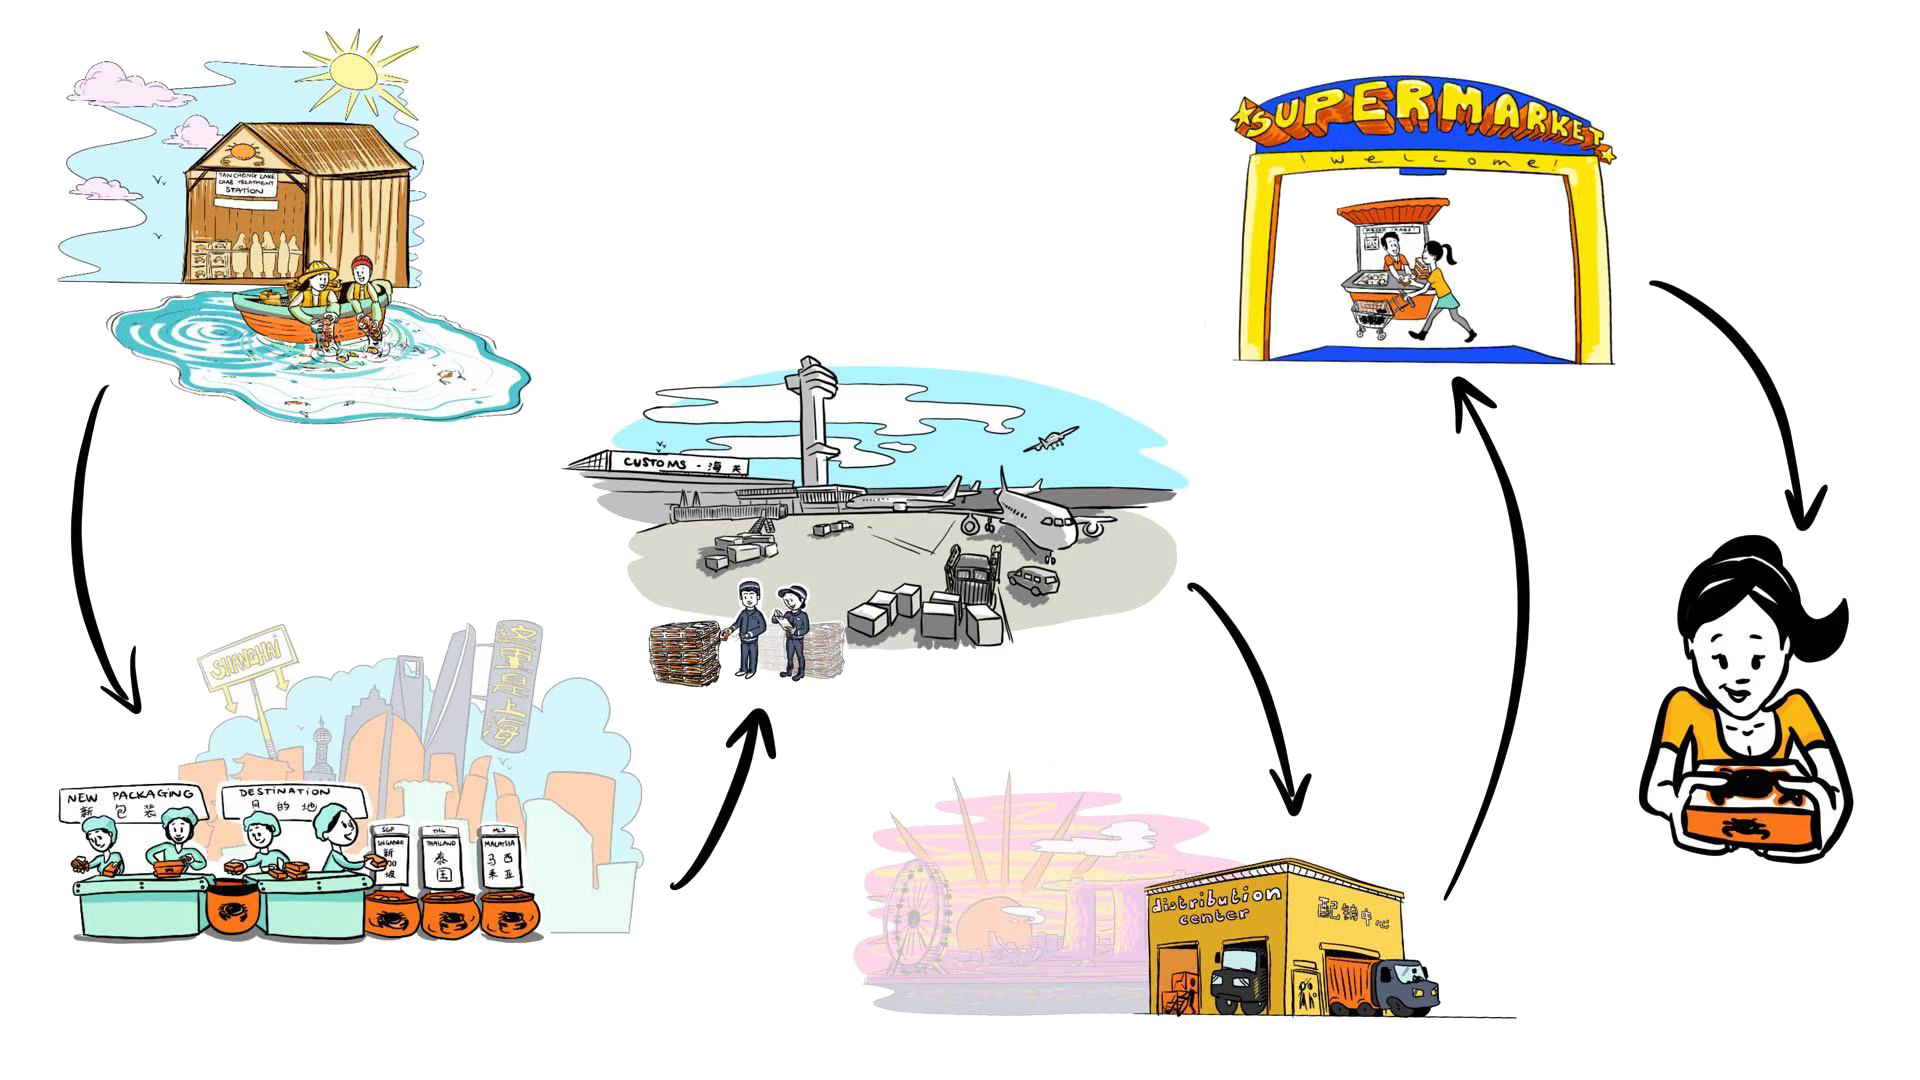 YANCHENG LAKE
CRAB TREATMENT
STATION
SUPERMARKET
! welcome!
CUSTOMS - 海关
SHANGHAI
这里是上海
NEW PACKAGING
新包装
DESTINATION
目的地
SGP
SINGAPORE
新加坡
THL
THAILAND
泰国
MLS
MALAYSIA
马西来亚
distribution
center
配销中心